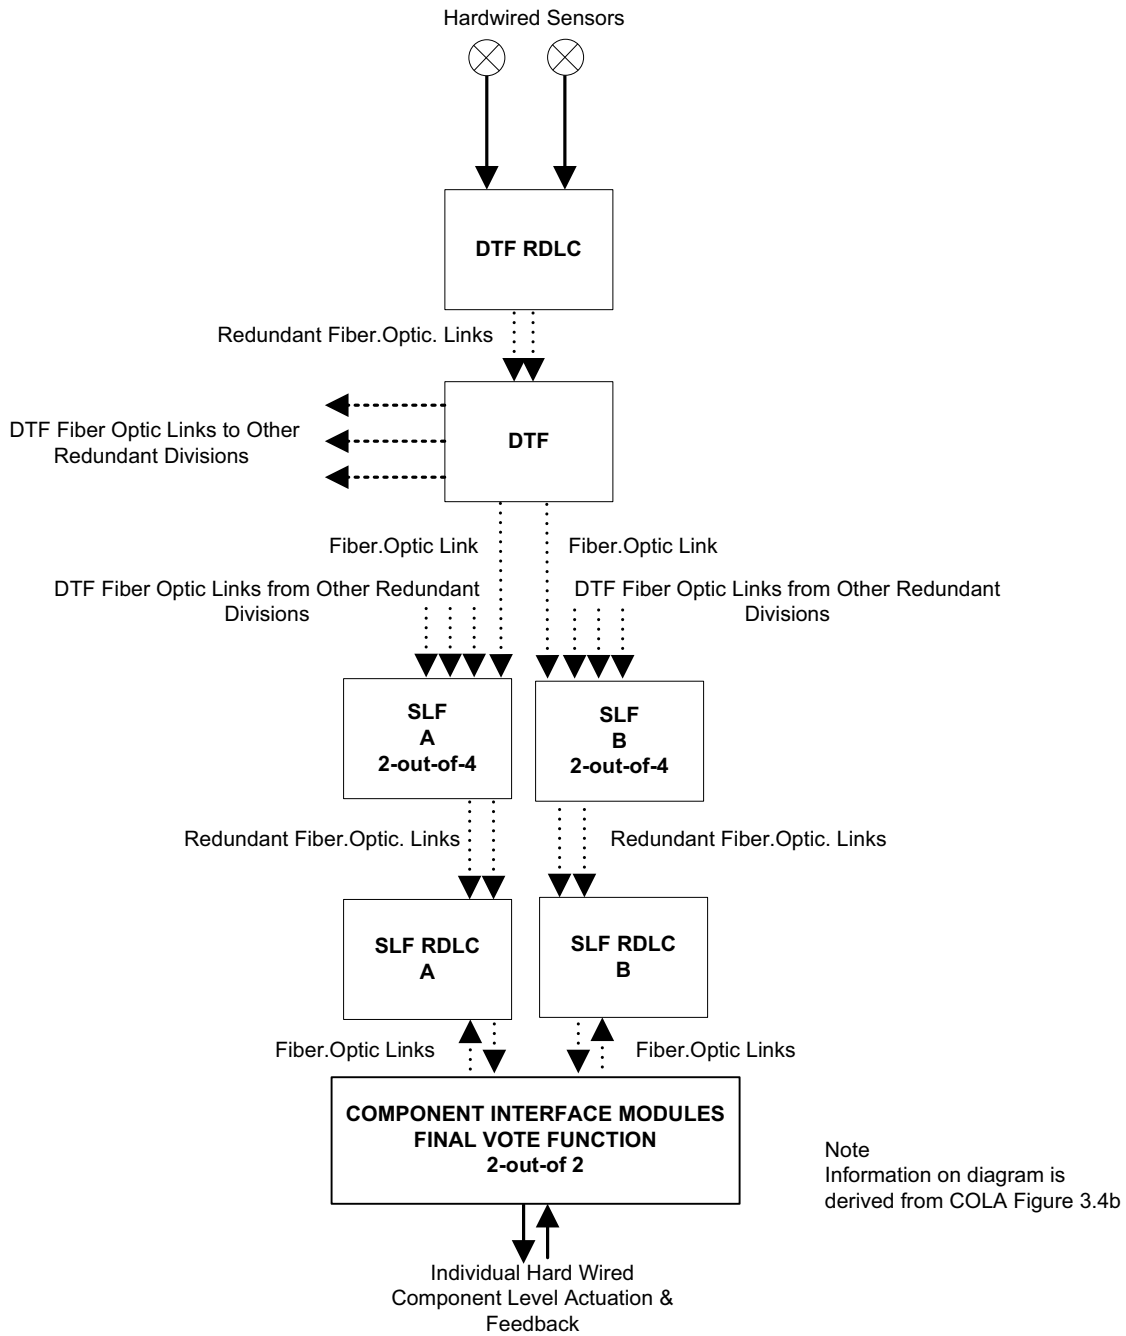 Hardwired Sensors
DTF RDLC
Redundant Fiber.Optic. Links
DTF Fiber Optic Links to Other
Redundant Divisions
DTF
Fiber.Optic Link
Fiber.Optic Link
DTF Fiber Optic Links from Other Redundant
Divisions
DTF Fiber Optic Links from Other Redundant
Divisions
SLF
A
2-out-of-4
SLF
B
2-out-of-4
Redundant Fiber.Optic. Links
Redundant Fiber.Optic. Links
SLF RDLC
A
SLF RDLC
B
Fiber.Optic Links
Fiber.Optic Links
COMPONENT INTERFACE MODULES
FINAL VOTE FUNCTION
2-out-of 2
Note
Information on diagram is
derived from COLA Figure 3.4b
Individual Hard Wired
Component Level Actuation &
Feedback